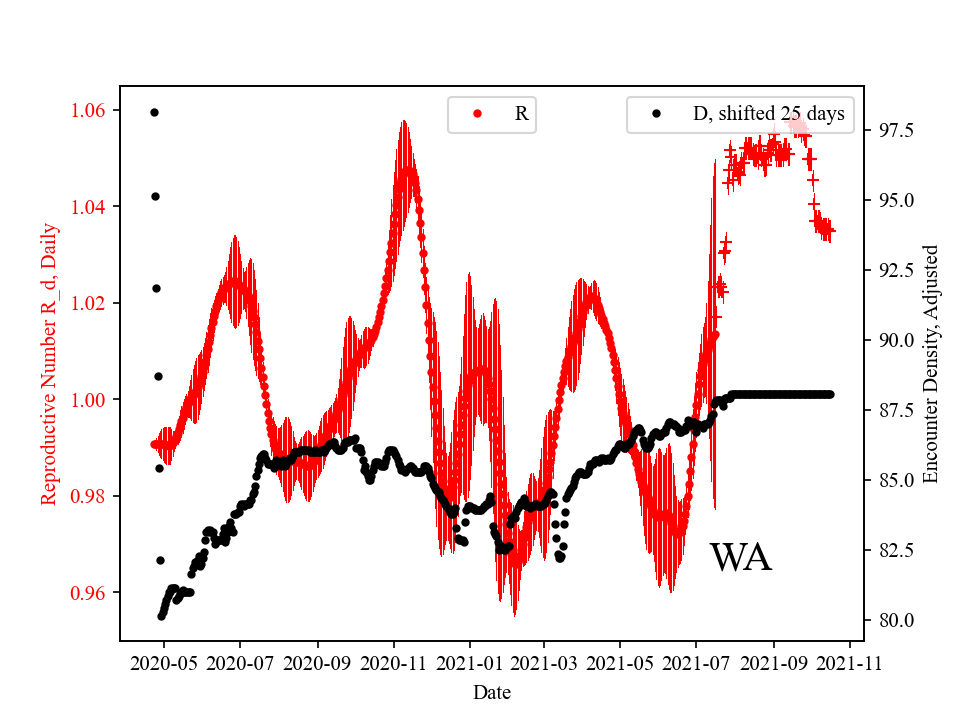 R
D, shifted 25 days
1.06
1.04
1.02
1.00
0.98
0.96
Reproductive Number R_d, Daily
97.5
95.0
92.5
90.0
87.5
85.0
82.5
80.0
Encounter Density, Adjusted
WA
2020-05 2020-07 2020-09 2020-11 2021-01 2021-03 2021-05 2021-07 2021-09 2021-11
Date